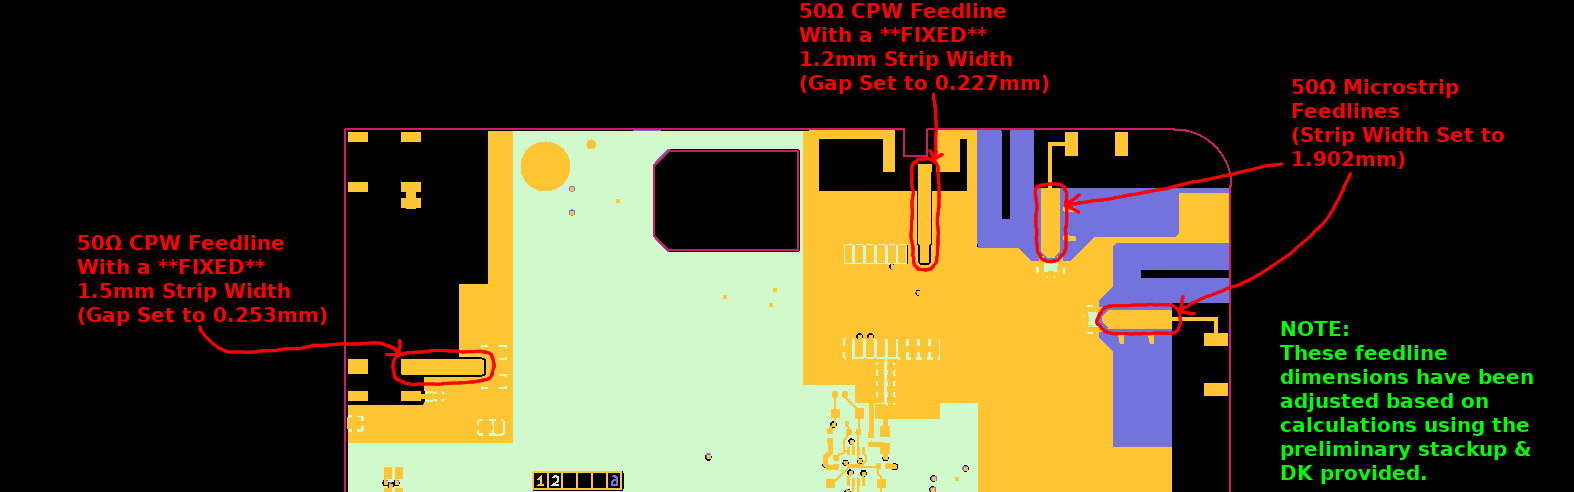 50Ω CPW Feedline
With a **FIXED**
1.2mm Strip Width
(Gap Set to 0.227mm)
50Ω Microstrip
Feedlines
(Strip Width Set to
1.902mm)
50Ω CPW Feedline
With a **FIXED**
1.5mm Strip Width
(Gap Set to 0.253mm)
NOTE:
These feedline
dimensions have been
adjusted based on
calculations using the
preliminary stackup &
DK provided.
1 2 a